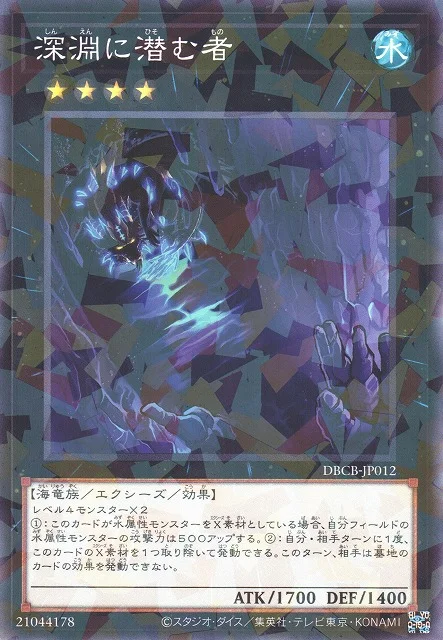 深淵に潜む者
水
DBCB-JP012
【海竜族／エクシーズ／効果】
レベル4モンスター×2
①：このカードが水属性モンスターをX素材としている場合、自分フィールドの
水属性モンスターの攻撃力は500アップする。②：自分・相手ターンに1度、
このカードのX素材を1つ取り除いて発動できる。このターン、相手は墓地の
カードの効果を発動できない。
ATK/1700 DEF/1400
21044178
©スタジオ・ダイス／集英社・テレビ東京・KONAMI